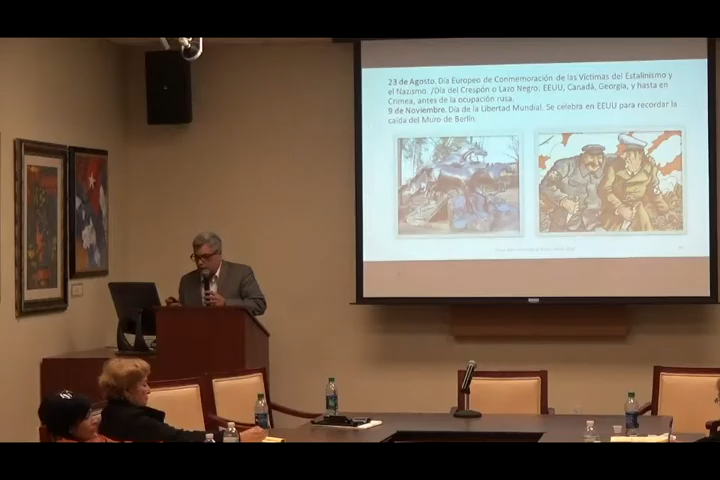 23 de Agosto. Día Europeo de Conmemoración de las Víctimas del Estalinismo y
el Nazismo. /Día del Crespón o Lazo Negro, EEUU, Canadá, Georgia, y hasta en
Crimea, antes de la ocupación rusa.
9 de Noviembre. Día de la Libertad Mundial. Se celebra en EEUU para recordar la
caída del Muro de Berlín.